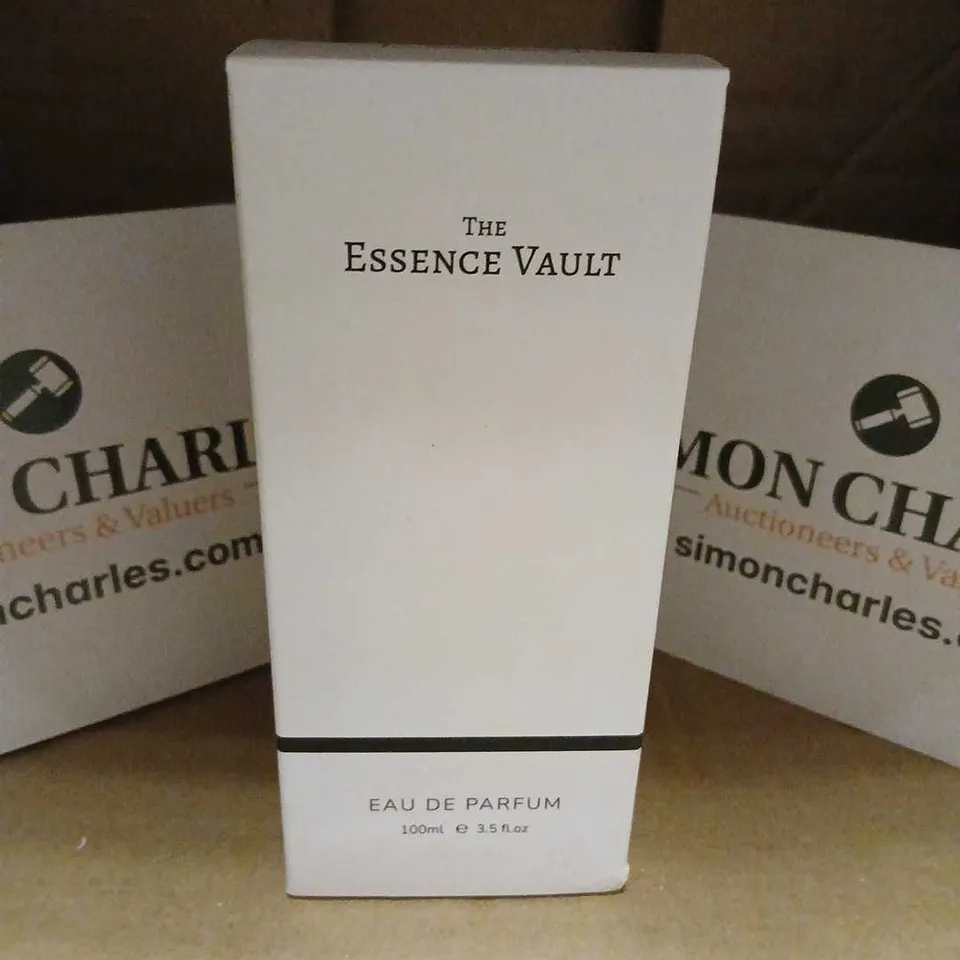 THE
ESSENCE VAULT
EAU DE PARFUM
100ml ℮ 3.5 fl.oz
CHARL
neers & Valuers
ncharles.com
MON CHA
Auctioneers & Va
simoncharles.